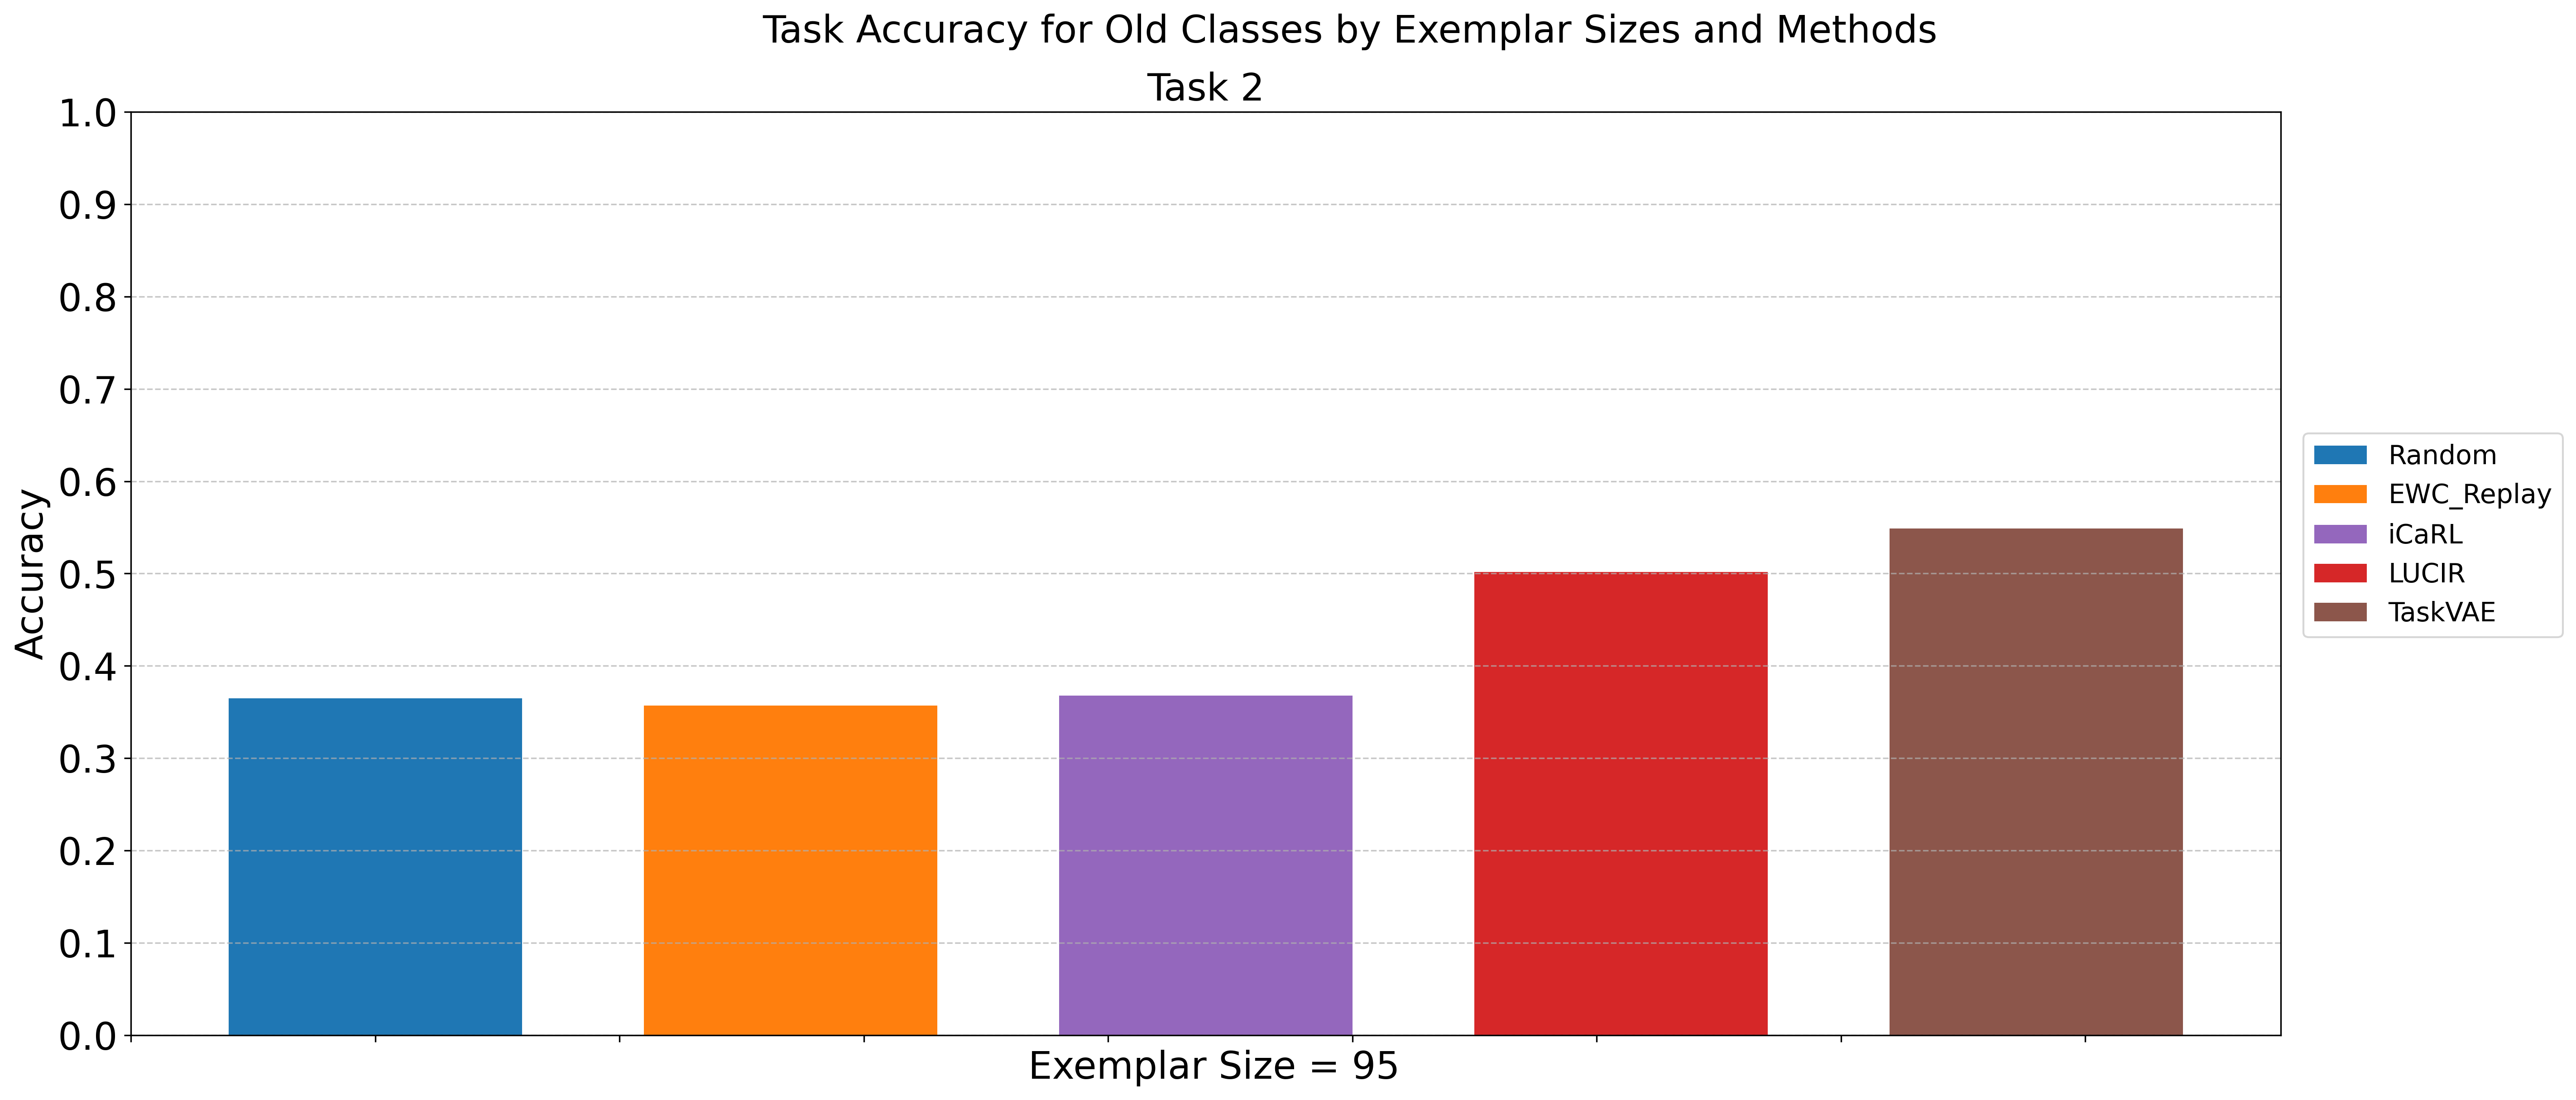 Task Accuracy for Old Classes by Exemplar Sizes and Methods
Task 2
1.0
0.9
0.8
0.7
0.6
0.5
0.4
0.3
0.2
0.1
0.0
Accuracy
Exemplar Size = 95
Random
EWC_Replay
iCaRL
LUCIR
TaskVAE